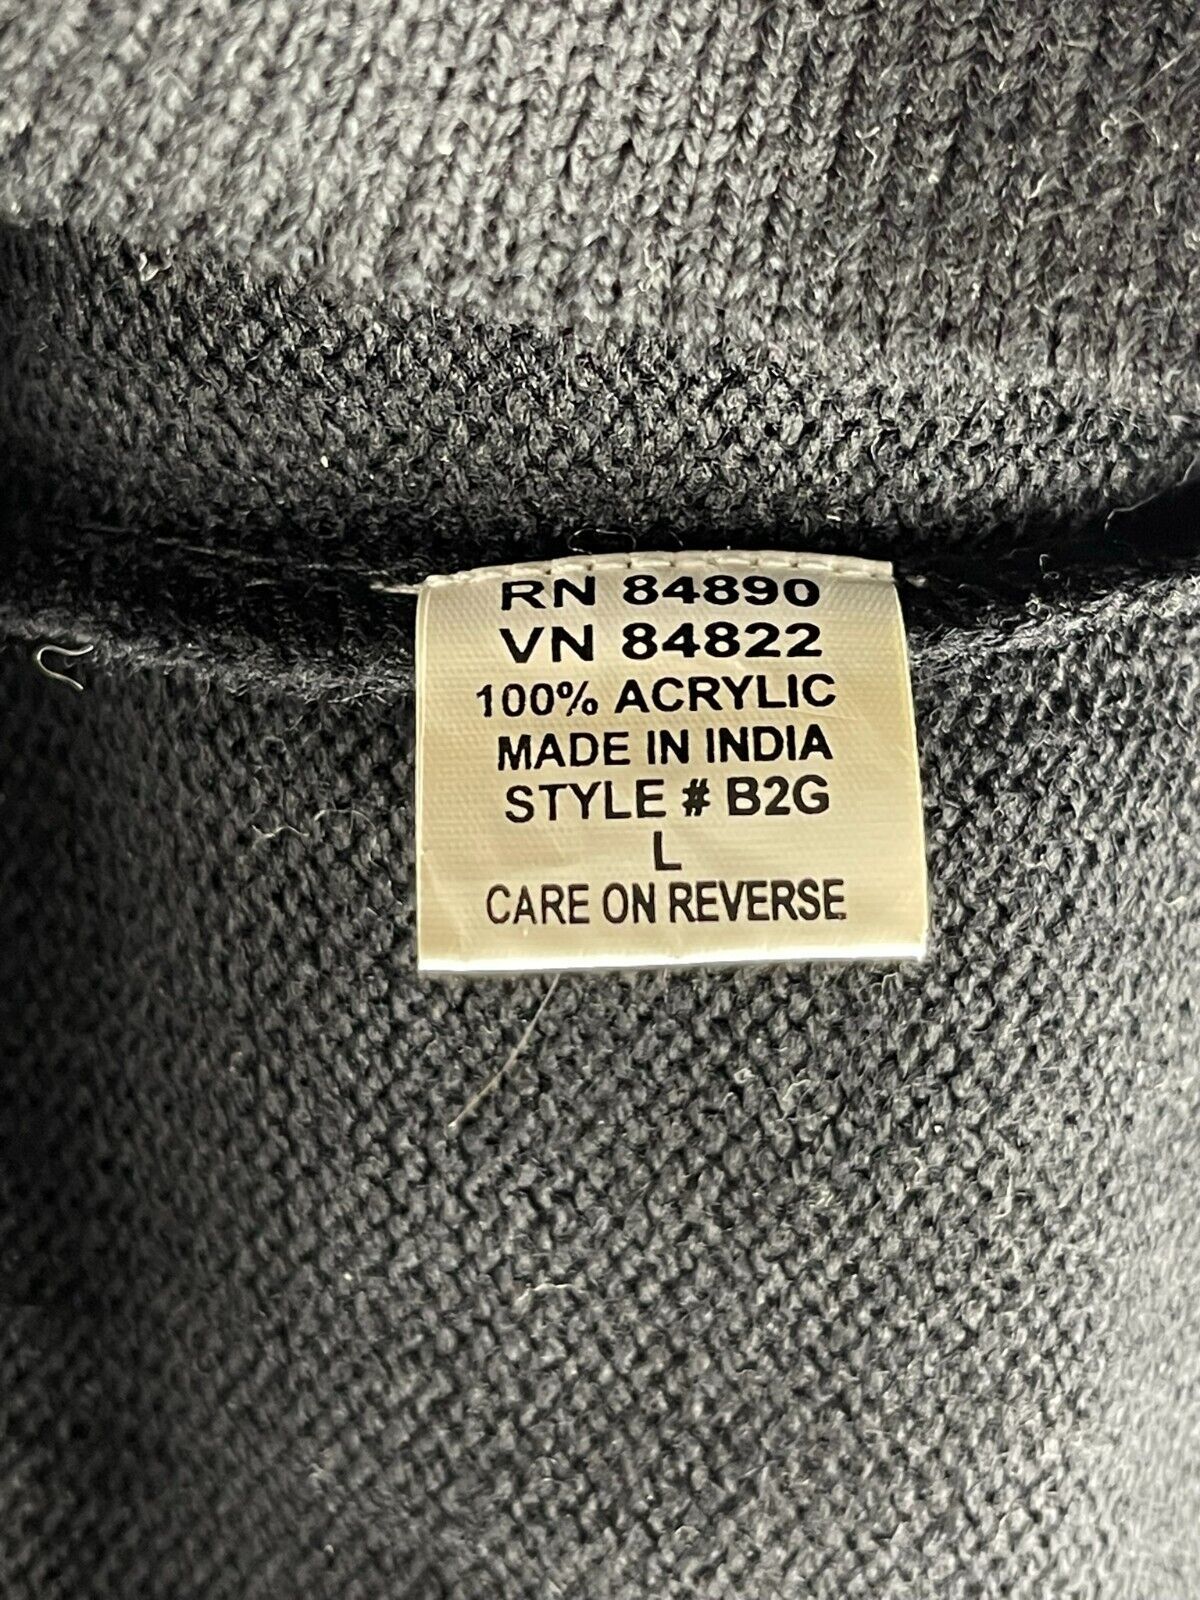 RN 84890
VN 84822
100% ACRYLIC
MADE IN INDIA
STYLE # B2G
L
CARE ON REVERSE